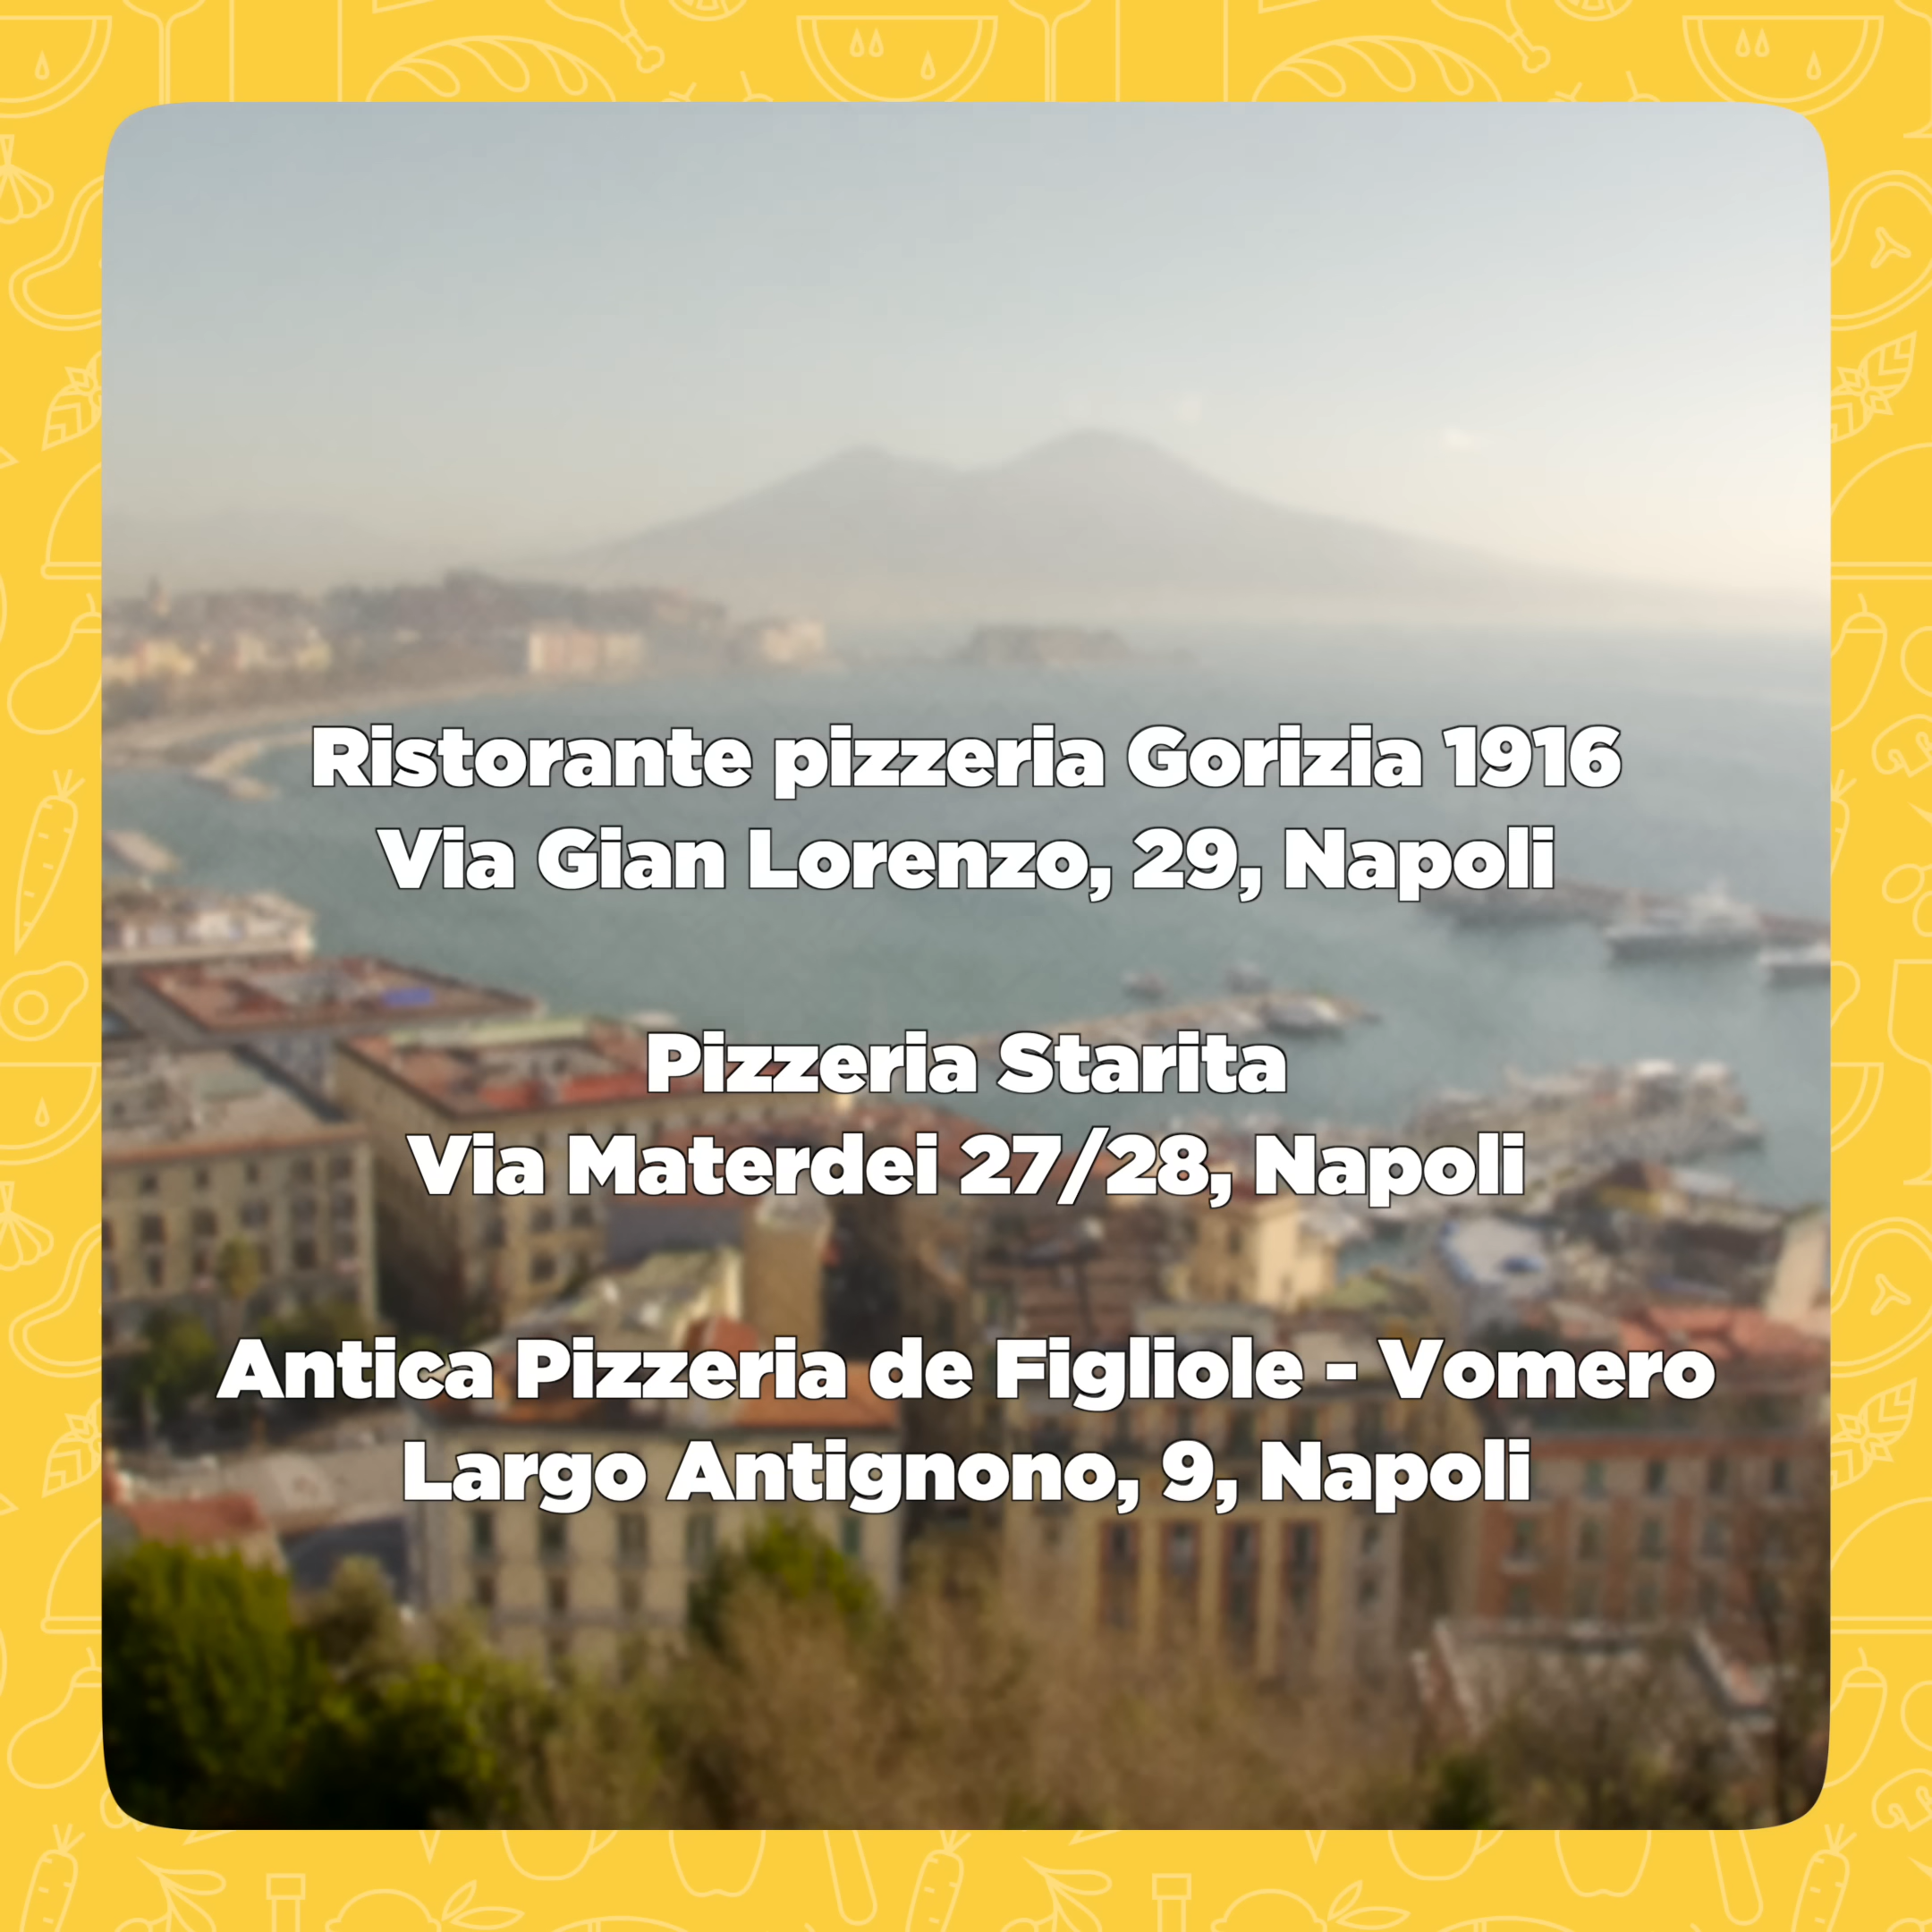 Ristorante pizzeria Gorizia 1916
Via Gian Lorenzo, 29, Napoli
Pizzeria Starita
Via Materdei 27/28, Napoli
Antica Pizzeria de Figliole - Vomero
Largo Antignono, 9, Napoli